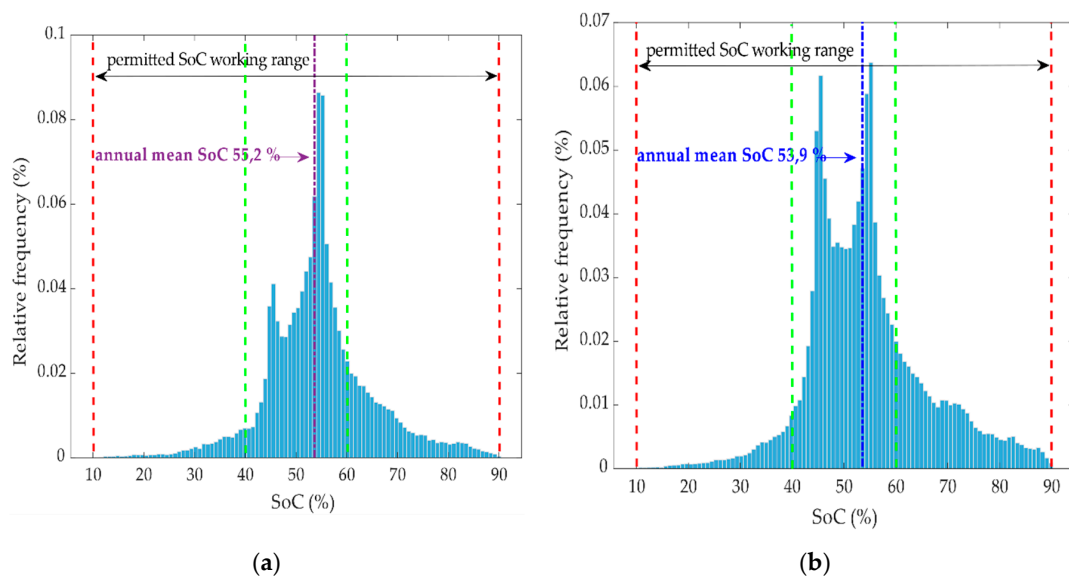 (a)
0.1
0.08
0.06
0.04
0.02
0
Relative frequency (%)
permitted SoC working range
annual mean SoC 55,2 %
10 20 30 40 50 60 70 80 90
SoC (%)
(a)
0.07
0.06
0.05
0.04
0.03
0.02
0.01
0
Relative frequency (%)
permitted SoC working range
annual mean SoC 53,9 %
10 20 30 40 50 60 70 80 90
SoC (%)
(b)